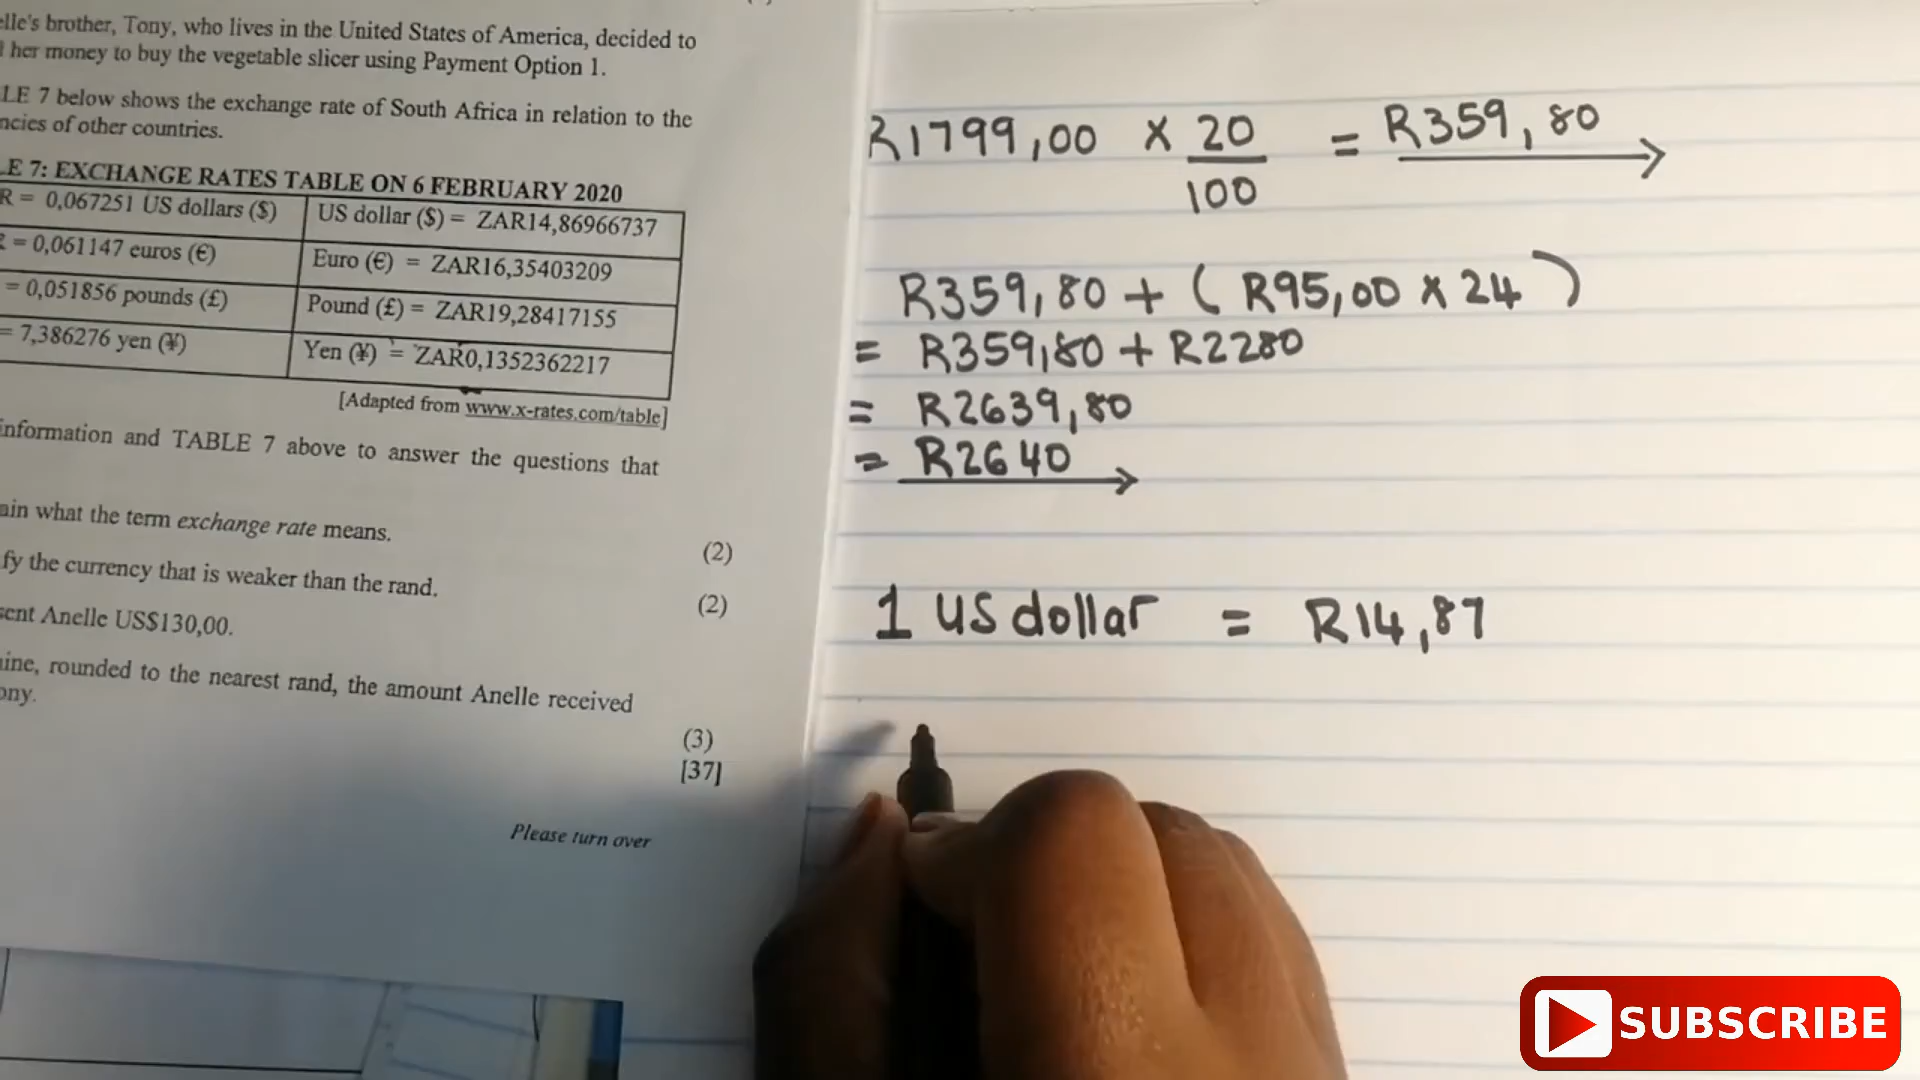 elle's brother, Tony, who lives in the United States of America, decided to
her money to buy the vegetable slicer using Payment Option 1.
LE 7 below shows the exchange rate of South Africa in relation to the
ncies of other countries.
LE 7: EXCHANGE RATES TABLE ON 6 FEBRUARY 2020
R = 0,067251 US dollars ($) US dollar ($) = ZAR14,86966737
= 0,061147 euros (€) Euro (€) = ZAR16,35403209
= 0,051856 pounds (£) Pound (£) = ZAR19,28417155
= 7,386276 yen (¥) Yen (¥) = ZAR0,1352362217
[Adapted from www.x-rates.com/table]
information and TABLE 7 above to answer the questions that
ain what the term exchange rate means.
(2)
fy the currency that is weaker than the rand.
(2)
sent Anelle US$130,00.
ine, rounded to the nearest rand, the amount Anelle received
ony.
(3)
[37]
Please turn over
R1799,00 × 20/100 = R359,80
R359,80 + (R95,00 × 24)
= R359,80 + R2280
= R2639,80
= R2640
1 US dollar = R14,87
SUBSCRIBE